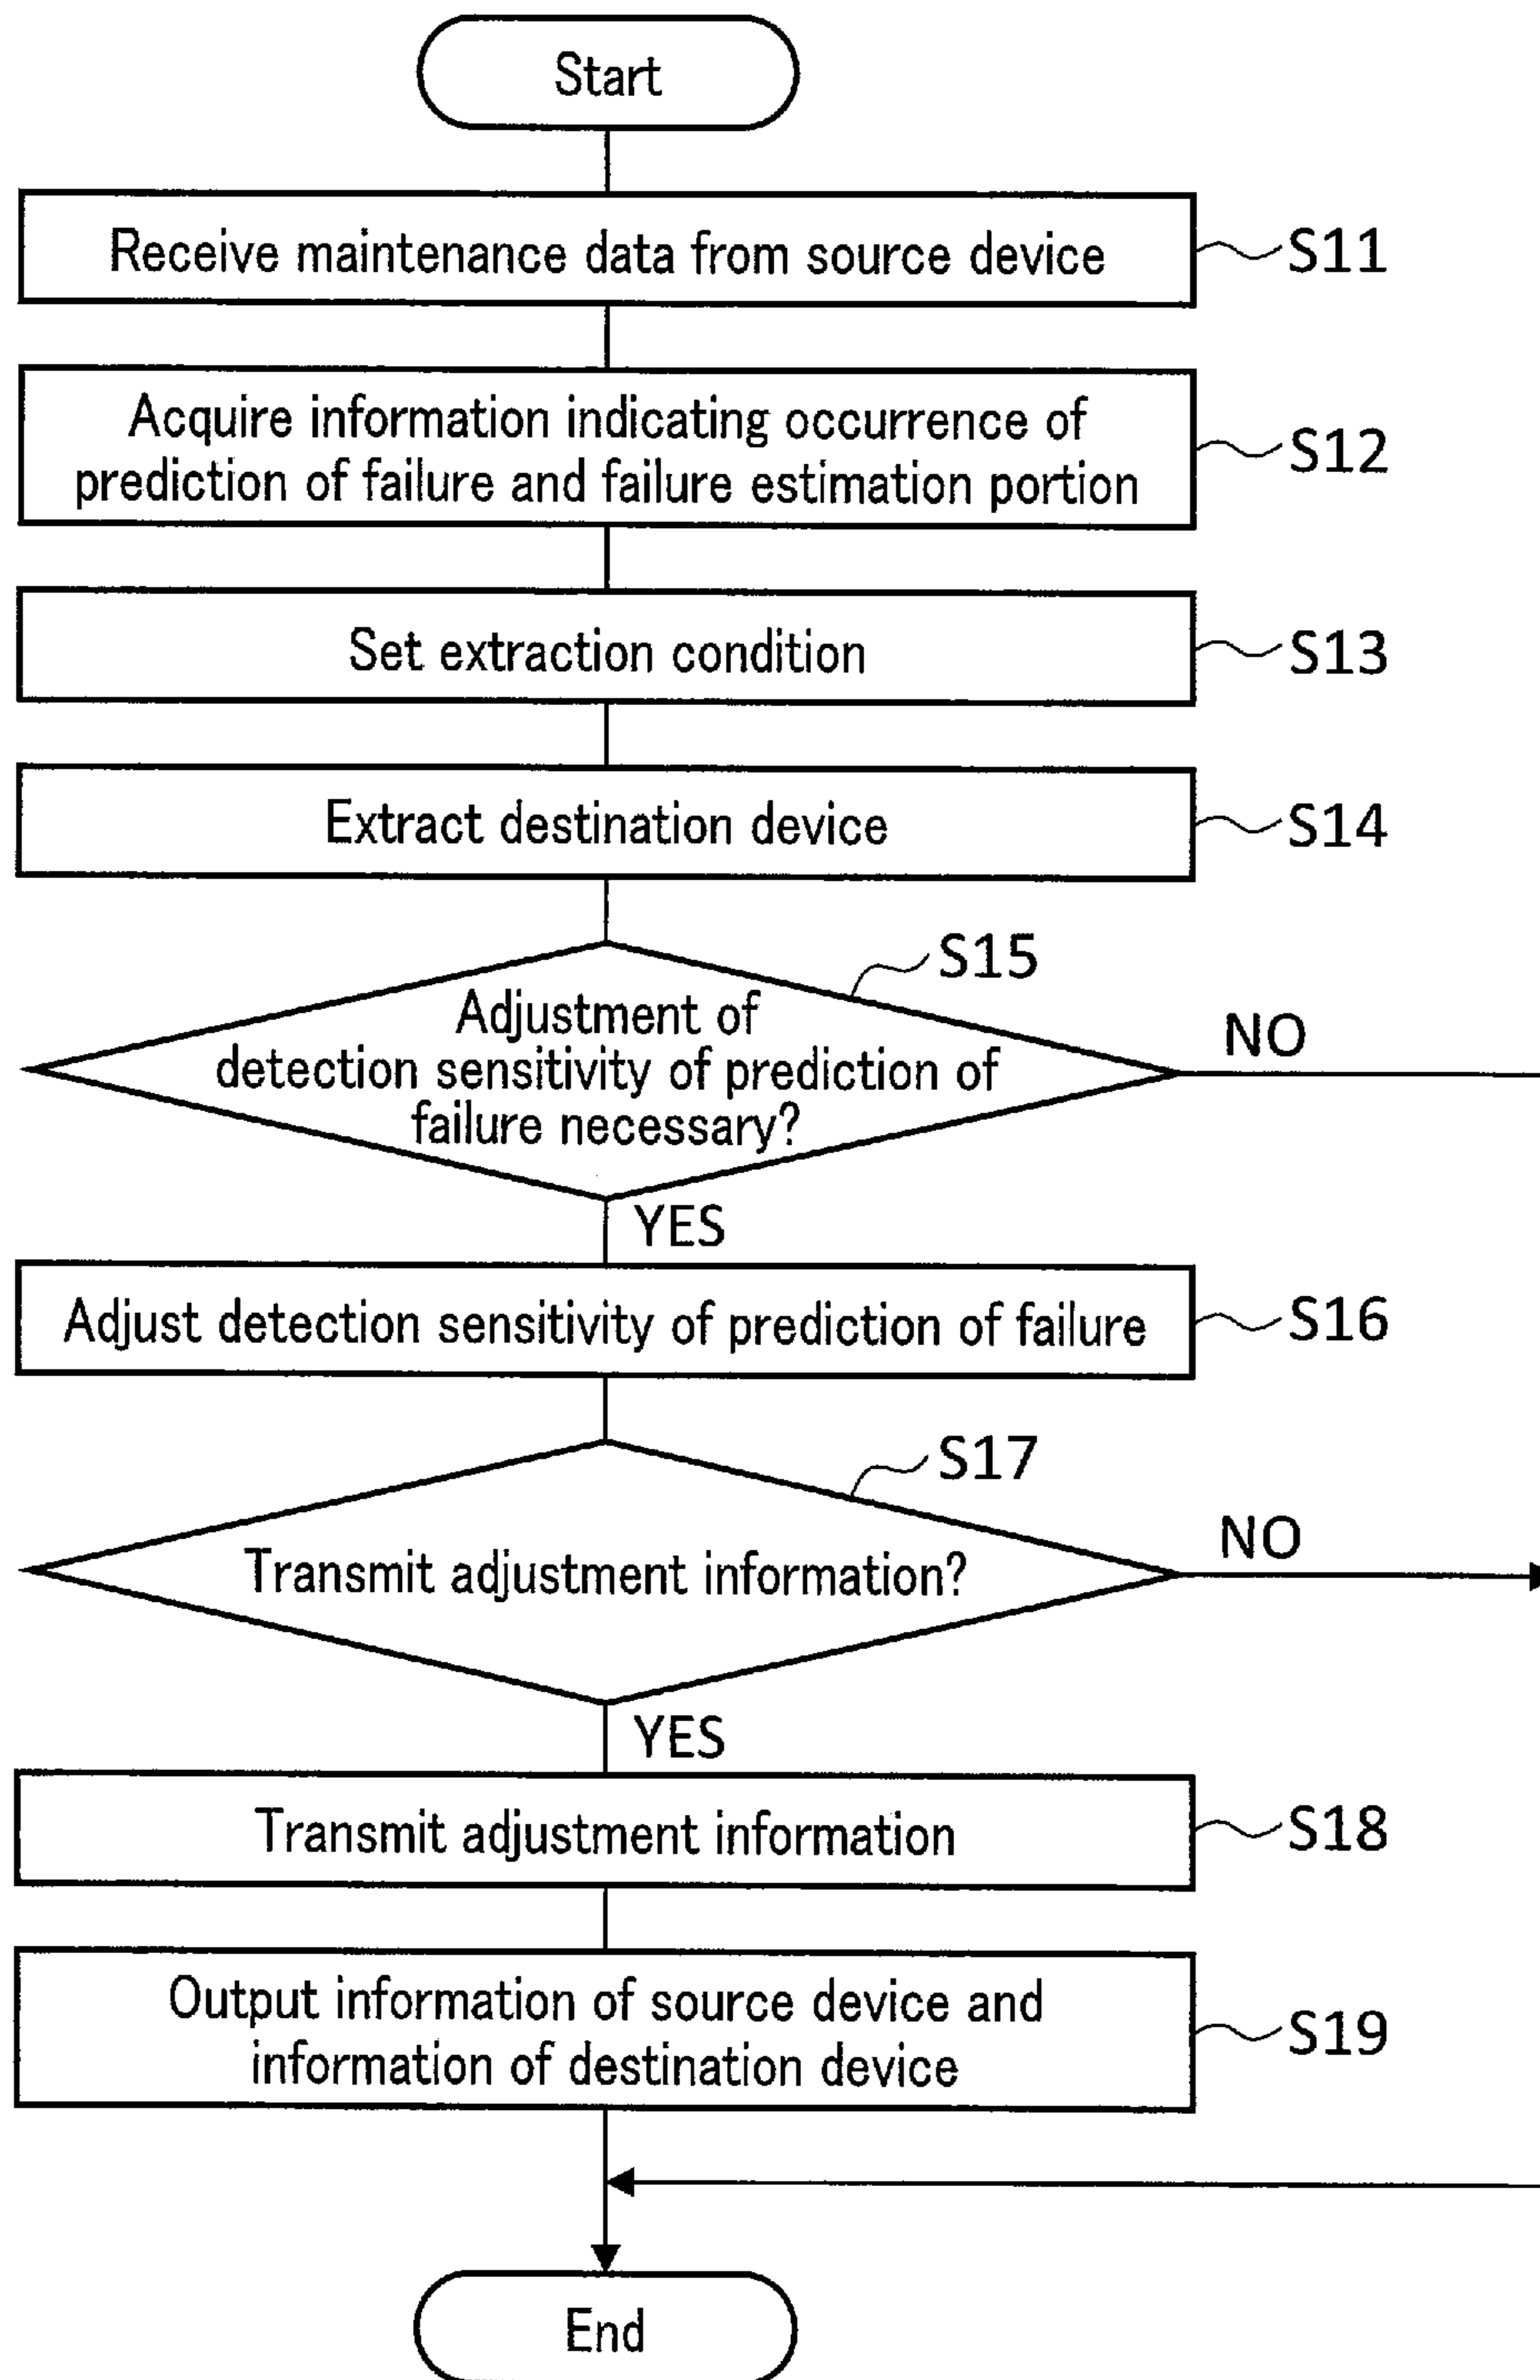 Start
Receive maintenance data from source device
S11
Acquire information indicating occurrence of
prediction of failure and failure estimation portion
S12
Set extraction condition
S13
Extract destination device
S14
S15
Adjustment of
detection sensitivity of prediction of
failure necessary?
NO
YES
Adjust detection sensitivity of prediction of failure
S16
S17
Transmit adjustment information?
NO
YES
Transmit adjustment information
S18
Output information of source device and
information of destination device
S19
End